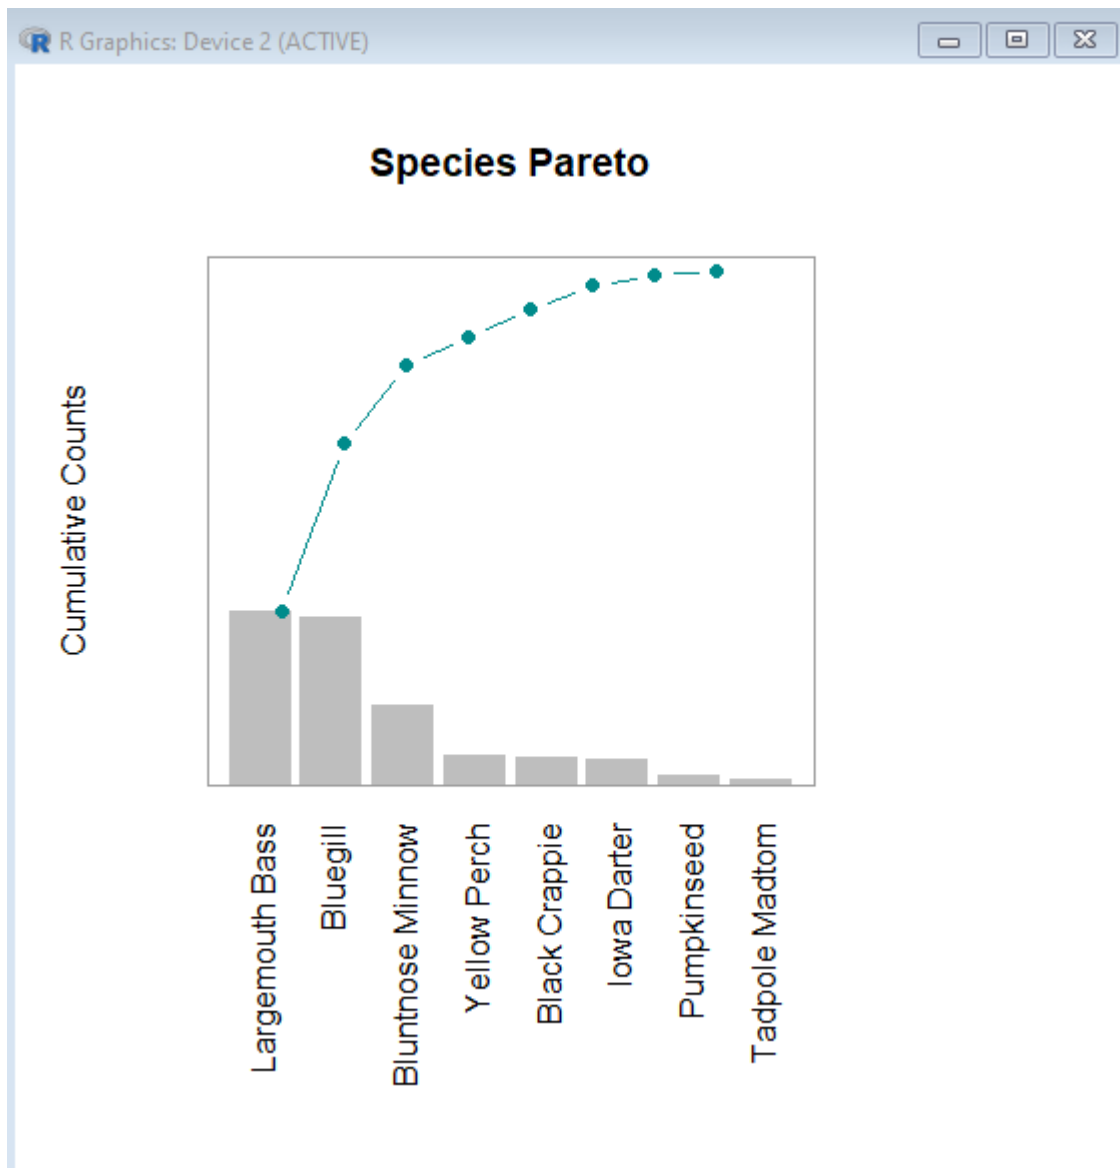 R Graphics: Device 2 (ACTIVE)
Species Pareto
Cumulative Counts
Largemouth Bass
Bluegill
Bluntnose Minnow
Yellow Perch
Black Crappie
Iowa Darter
Pumpkinseed
Tadpole Madtom